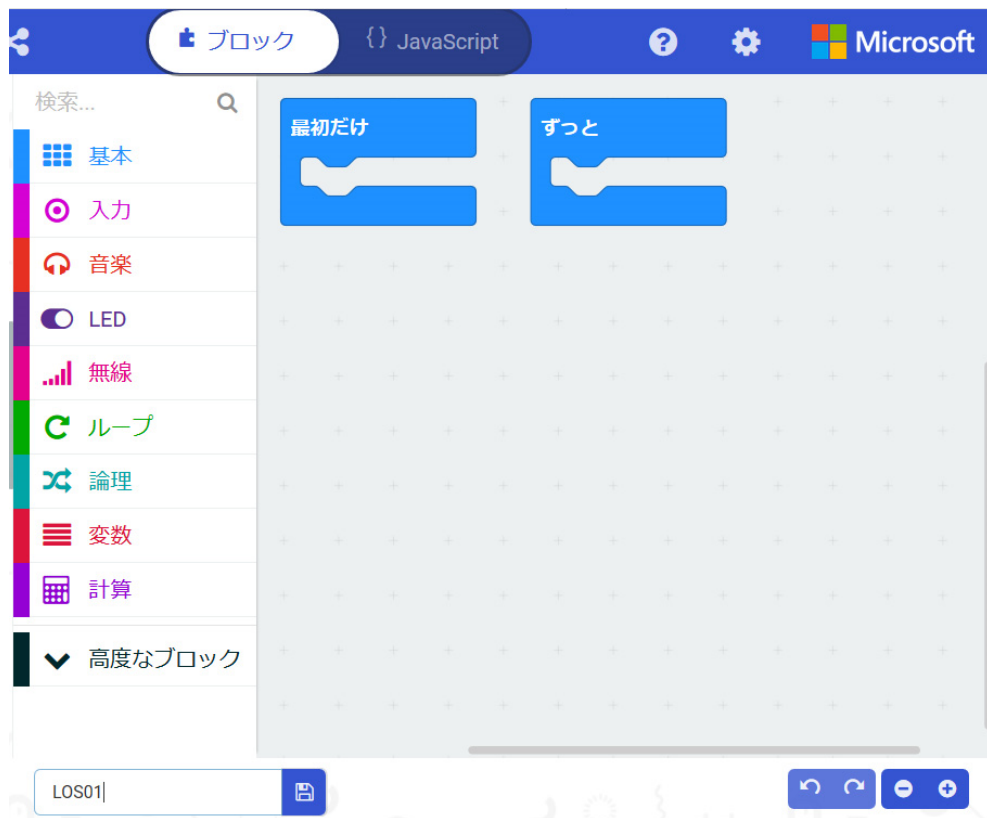 ブロック
{} JavaScript
Microsoft
検索...
基本
入力
音楽
LED
無線
ループ
論理
変数
計算
高度なブロック
最初だけ
ずっと
LOS01